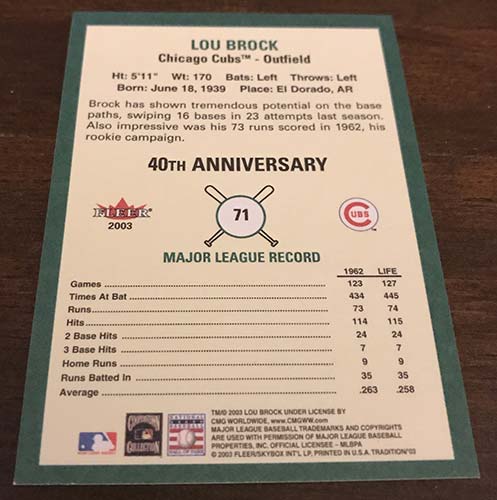 LOU BROCK
Chicago Cubs™ - Outfield
Ht: 5'11" Wt: 170 Bats: Left Throws: Left
Born: June 18, 1939 Place: El Dorado, AR
Brock has shown tremendous potential on the base
paths, swiping 16 bases in 23 attempts last season.
Also impressive was his 73 runs scored in 1962, his
rookie campaign.
40TH ANNIVERSARY
FLEER
2003
71
CUBS
MAJOR LEAGUE RECORD
1962 LIFE
Games 123 127
Times At Bat 434 445
Runs 73 74
Hits 114 115
2 Base Hits 24 24
3 Base Hits 7 7
Home Runs 9 9
Runs Batted In 35 35
Average .263 .258
COOPERSTOWN
COLLECTION
NATIONAL
BASEBALL
HALL OF FAME
TM/© 2003 LOU BROCK UNDER LICENSE BY
CMG WORLDWIDE, WWW.CMGWW.COM.
MAJOR LEAGUE BASEBALL TRADEMARKS AND COPYRIGHTS
ARE USED WITH PERMISSION OF MAJOR LEAGUE BASEBALL
PROPERTIES, INC. OFFICIAL LICENSEE - MLBPA
© 2003 FLEER/SKYBOX INT'L LP, PRINTED IN U.S.A. TRADITION'03